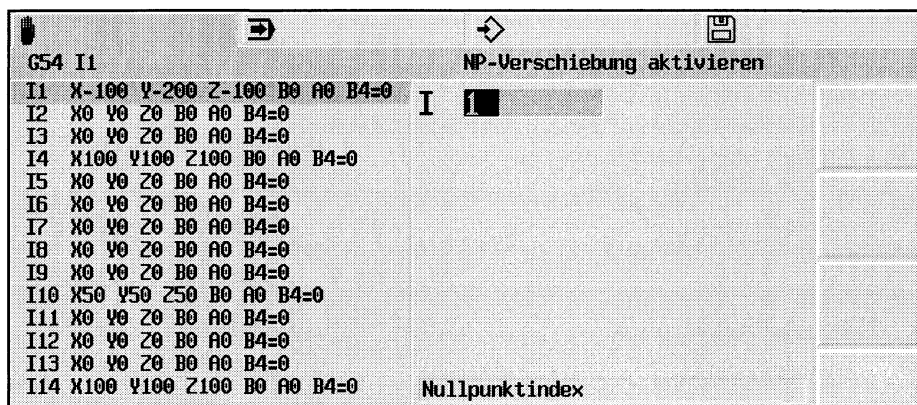 G54 I1
NP-Verschiebung aktivieren
I1 X-100 Y-200 Z-100 B0 A0 B4=0
I2 X0 Y0 Z0 B0 A0 B4=0
I3 X0 Y0 Z0 B0 A0 B4=0
I4 X100 Y100 Z100 B0 A0 B4=0
I5 X0 Y0 Z0 B0 A0 B4=0
I6 X0 Y0 Z0 B0 A0 B4=0
I7 X0 Y0 Z0 B0 A0 B4=0
I8 X0 Y0 Z0 B0 A0 B4=0
I9 X0 Y0 Z0 B0 A0 B4=0
I10 X50 Y50 Z50 B0 A0 B4=0
I11 X0 Y0 Z0 B0 A0 B4=0
I12 X0 Y0 Z0 B0 A0 B4=0
I13 X0 Y0 Z0 B0 A0 B4=0
I14 X100 Y100 Z100 B0 A0 B4=0
I 1
Nullpunktindex